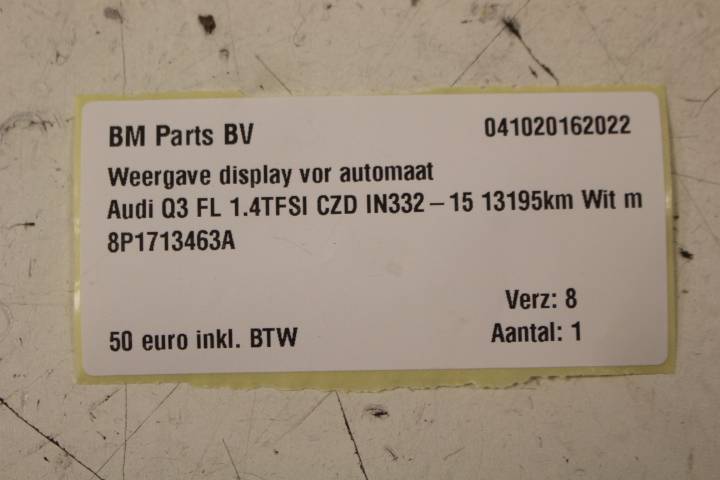 BM Parts BV 041020162022
Weergave display vor automaat
Audi Q3 FL 1.4TFSI CZD IN332-15 13195km Wit m
8P1713463A
Verz: 8
50 euro inkl. BTW Aantal: 1